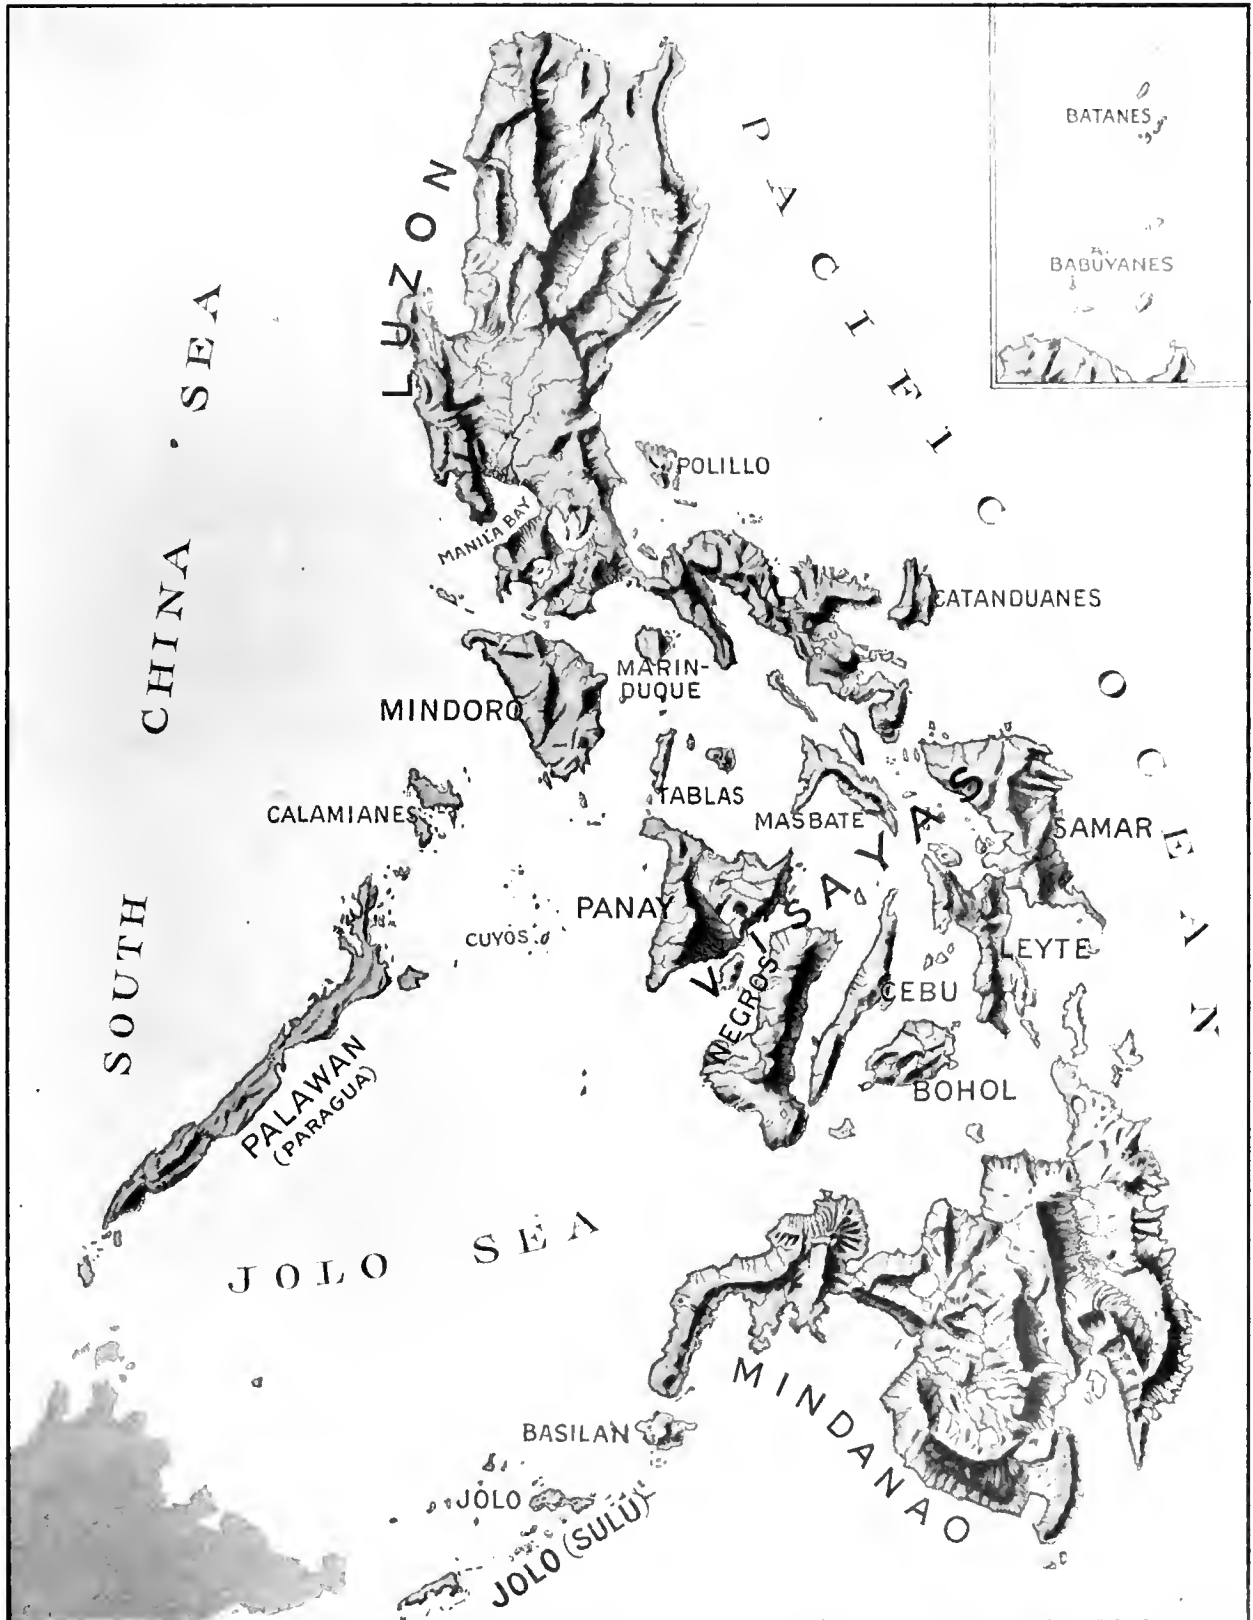 BATANES
BABUYANES
LUZON
PACIFIC OCEAN
SOUTH CHINA SEA
POLILLO
MANILA BAY
CATANDUANES
MARIN-
DUQUE
MINDORO
TABLAS
CALAMIANES
MASBATE
SAMAR
VISAYAS
PANAY
CUYOS
LEYTE
NEGROS
CEBU
BOHOL
PALAWAN
(PARAGUA)
JOLO SEA
MINDANAO
BASILAN
JOLO
JOLO (SULU)